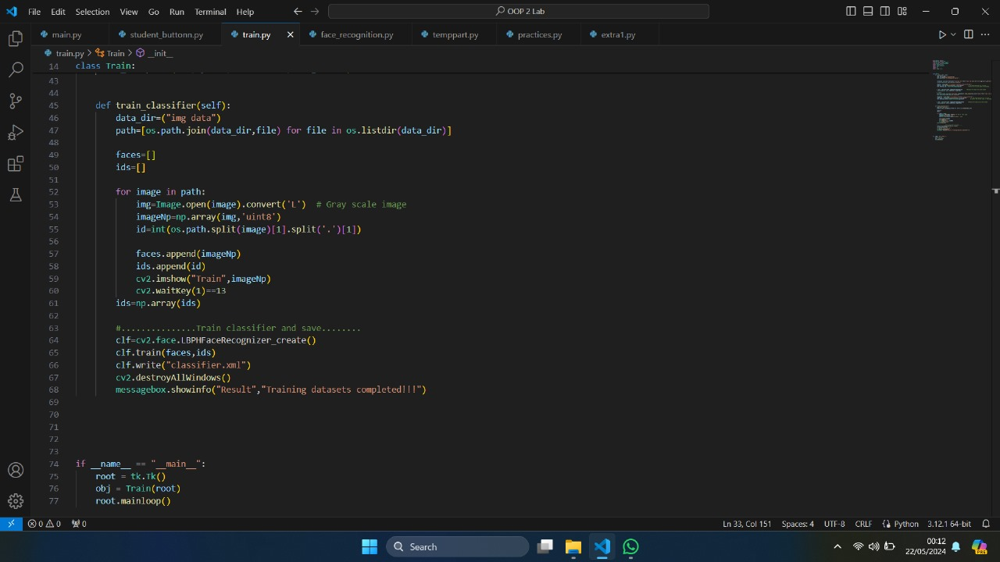 File Edit Selection View Go Run Terminal Help OOP 2 Lab
main.py student_buttonn.py train.py face_recognition.py temppart.py practices.py extra1.py
train.py > Train > __init__
14 class Train:
43
44
45 def train_classifier(self):
46 data_dir=("img data")
47 path=[os.path.join(data_dir,file) for file in os.listdir(data_dir)]
48
49 faces=[]
50 ids=[]
51
52 for image in path:
53 img=Image.open(image).convert('L')  # Gray scale image
54 imageNp=np.array(img,'uint8')
55 id=int(os.path.split(image)[1].split('.')[1])
56
57 faces.append(imageNp)
58 ids.append(id)
59 cv2.imshow("Train",imageNp)
60 cv2.waitKey(1)==13
61 ids=np.array(ids)
62
63 #...............Train classifier and save........
64 clf=cv2.face.LBPHFaceRecognizer_create()
65 clf.train(faces,ids)
66 clf.write("classifier.xml")
67 cv2.destroyAllWindows()
68 messagebox.showinfo("Result","Training datasets completed!!!")
69
70
71
72
73
74 if __name__ == "__main__":
75 root = tk.Tk()
76 obj = Train(root)
77 root.mainloop()
0 0 0 Ln 33, Col 151 Spaces: 4 UTF-8 CRLF Python 3.12.1 64-bit
Search 00:12
22/05/2024
PRE